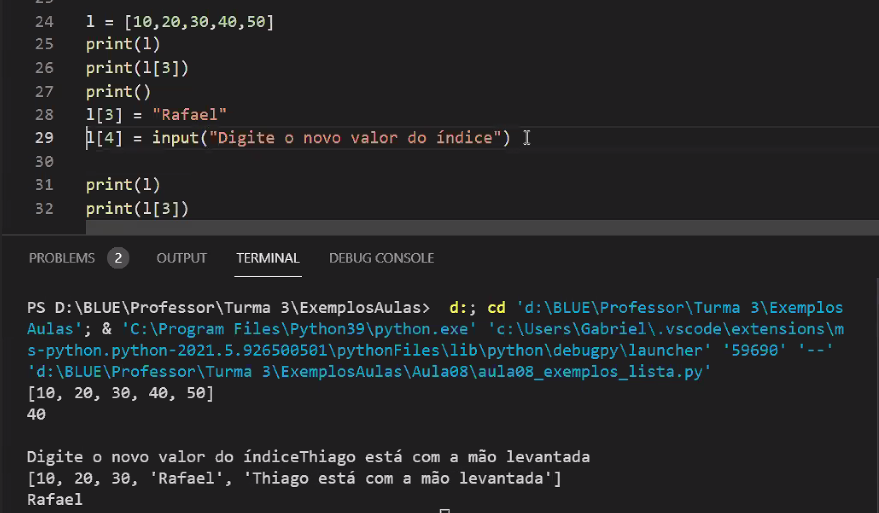 24 l = [10,20,30,40,50]
25 print(l)
26 print(l[3])
27 print()
28 l[3] = "Rafael"
29 l[4] = input("Digite o novo valor do índice")
30
31 print(l)
32 print(l[3])
PROBLEMS 2 OUTPUT TERMINAL DEBUG CONSOLE
PS D:\BLUE\Professor\Turma 3\ExemplosAulas>  d:; cd 'd:\BLUE\Professor\Turma 3\Exemplos
Aulas'; & 'C:\Program Files\Python39\python.exe' 'c:\Users\Gabriel\.vscode\extensions\m
s-python.python-2021.5.926500501\pythonFiles\lib\python\debugpy\launcher' '59690' '--'
'd:\BLUE\Professor\Turma 3\ExemplosAulas\Aula08\aula08_exemplos_lista.py'
[10, 20, 30, 40, 50]
40
Digite o novo valor do índiceThiago está com a mão levantada
[10, 20, 30, 'Rafael', 'Thiago está com a mão levantada']
Rafael